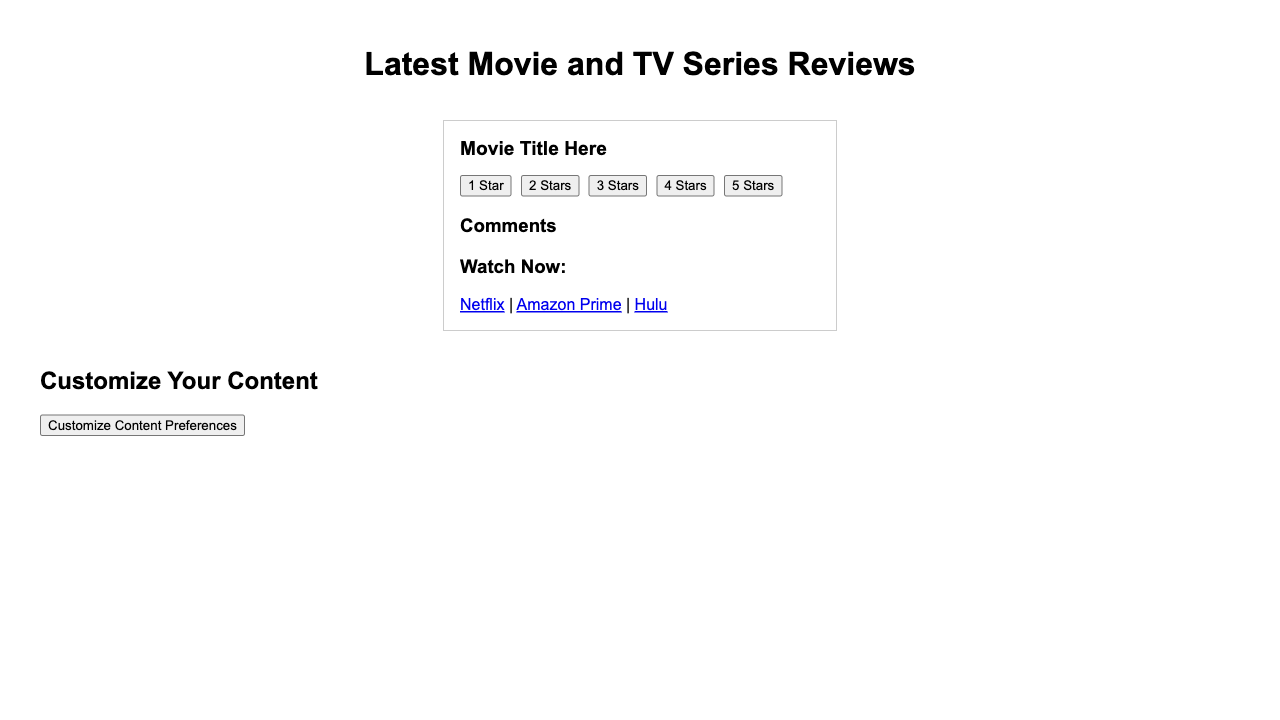 Latest Movie and TV Series Reviews
Movie Title Here
1 Star 2 Stars 3 Stars 4 Stars 5 Stars
Comments
Watch Now:
Netflix | Amazon Prime | Hulu
Customize Your Content
Customize Content Preferences